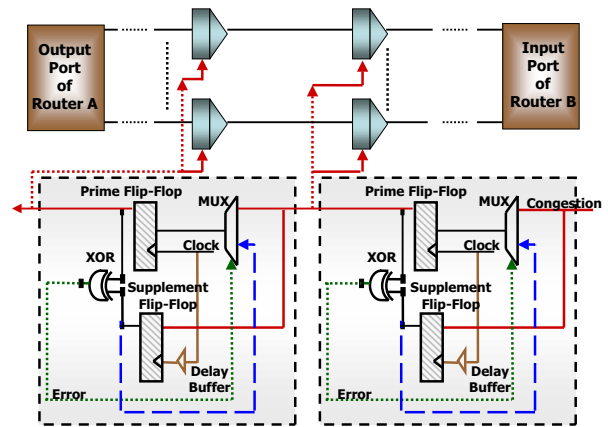 Output
Port
of
Router A
Input
Port
of
Router B
Prime Flip-Flop
MUX
Clock
XOR
Supplement
Flip-Flop
Delay
Buffer
Error
Prime Flip-Flop
MUX
Congestion
Clock
XOR
Supplement
Flip-Flop
Delay
Buffer
Error